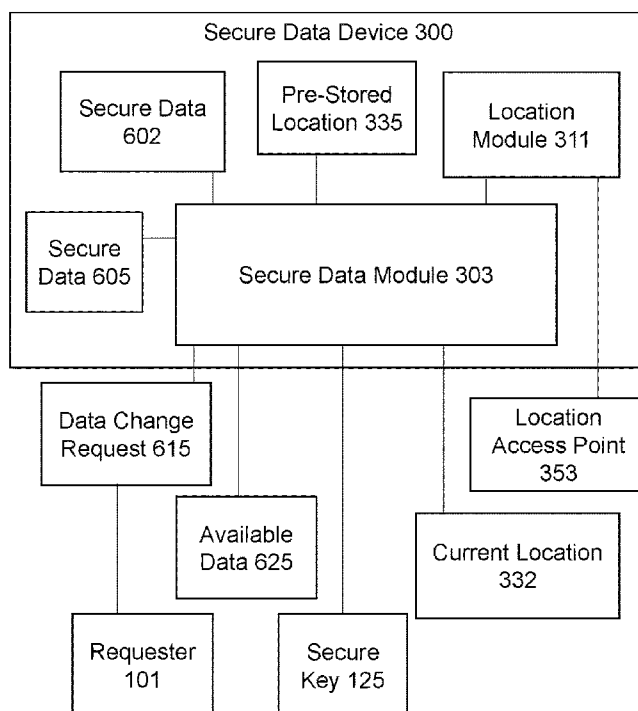 Secure Data Device 300
Secure Data
602
Pre-Stored
Location 335
Location
Module 311
Secure
Data 605
Secure Data Module 303
Data Change
Request 615
Location
Access Point
353
Available
Data 625
Current Location
332
Requester
101
Secure
Key 125